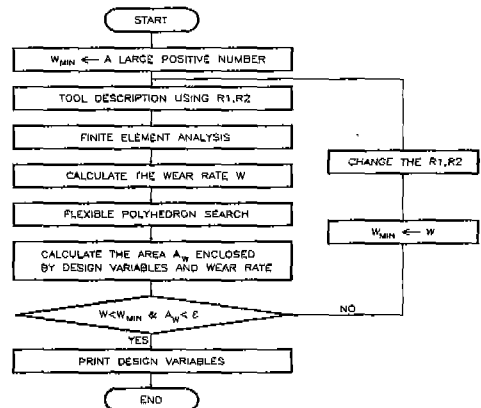 START
W_MIN ← A LARGE POSITIVE NUMBER
TOOL DESCRIPTION USING R1,R2
FINITE ELEMENT ANALYSIS
CALCULATE THE WEAR RATE W
FLEXIBLE POLYHEDRON SEARCH
CALCULATE THE AREA A_W ENCLOSED
BY DESIGN VARIABLES AND WEAR RATE
W<W_MIN & A_W< ε
YES
PRINT DESIGN VARIABLES
END
NO
W_MIN ← W
CHANGE THE R1,R2